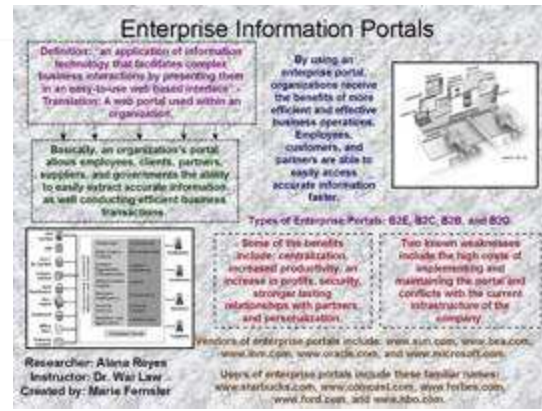 Enterprise Information Portals
Definition: "an application of information
technology that facilitates complex
business interactions by presenting them
in an easy-to-use web based interface" -
Translation: A web portal used within an
organization.
Basically, an organization's portal
allows employees, clients, partners,
suppliers, and governments the ability
to easily extract accurate information
as well conducting efficient business
transactions.
By using an
enterprise portal,
organizations receive
the benefits of more
efficient and effective
business operations.
Employees,
customers, and
partners are able to
easily access
accurate information
faster.
Types of Enterprise Portals: B2E, B2C, B2B, and B2G.
Some of the benefits
include: centralization,
increased productivity, an
increase in profits, security,
stronger lasting
relationships with partners,
and personalization.
Two known weaknesses
include the high costs of
implementing and
maintaining the portal and
conflicts with the current
infrastructure of the
company.
Vendors of enterprise portals include: www.sun.com, www.bea.com,
www.ibm.com, www.oracle.com, and www.microsoft.com.
Users of enterprise portals include these familiar names:
www.starbucks.com, www.comcast.com, www.forbes.com,
www.ford.com, and www.hbo.com.
Researcher: Alana Reyes
Instructor: Dr. Wai Law
Created by: Marie Fernsler